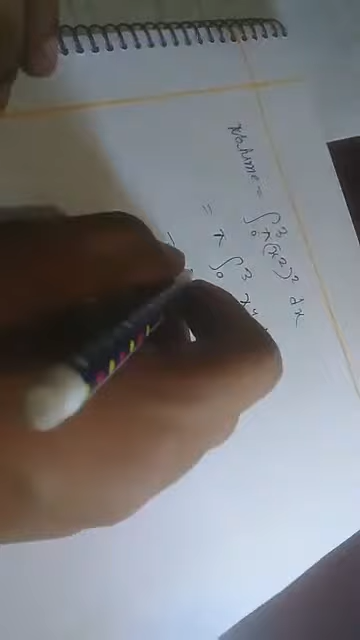 Volume = ∫₀³ π(x²)² dx
= π ∫₀³ x⁴
=